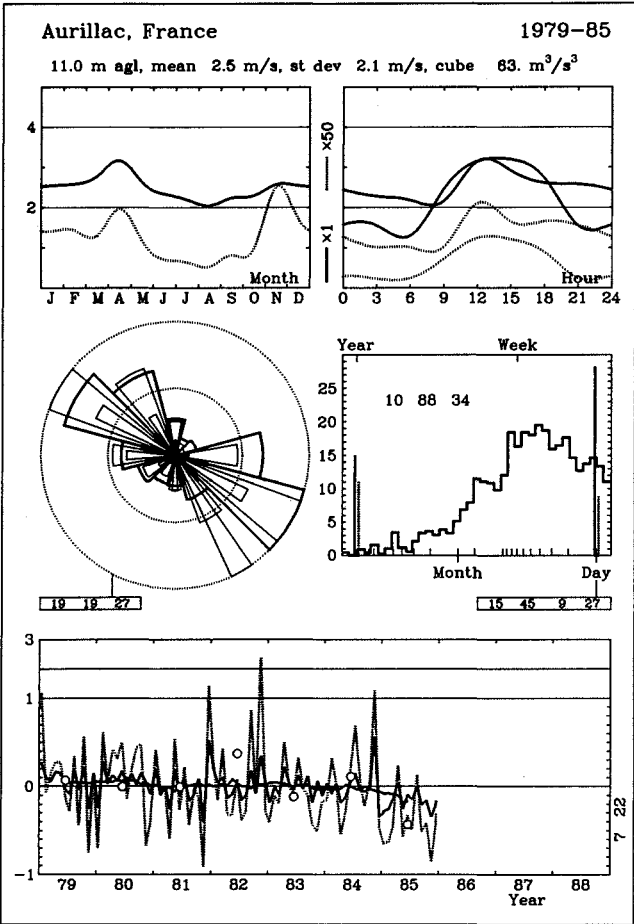 Aurillac, France 1979-85
11.0 m agl, mean 2.5 m/s, st dev 2.1 m/s, cube 63. m³/s³
4
2
×50
×1
Month
Hour
J F M A M J J A S O N D
0 3 6 9 12 15 18 21 24
Year Week
30
25
20
15
10
5
0
10 88 34
Month Day
19 19 27
15 45 9 27
3
1
0
-1
7 22
79 80 81 82 83 84 85 86 87 88
Year